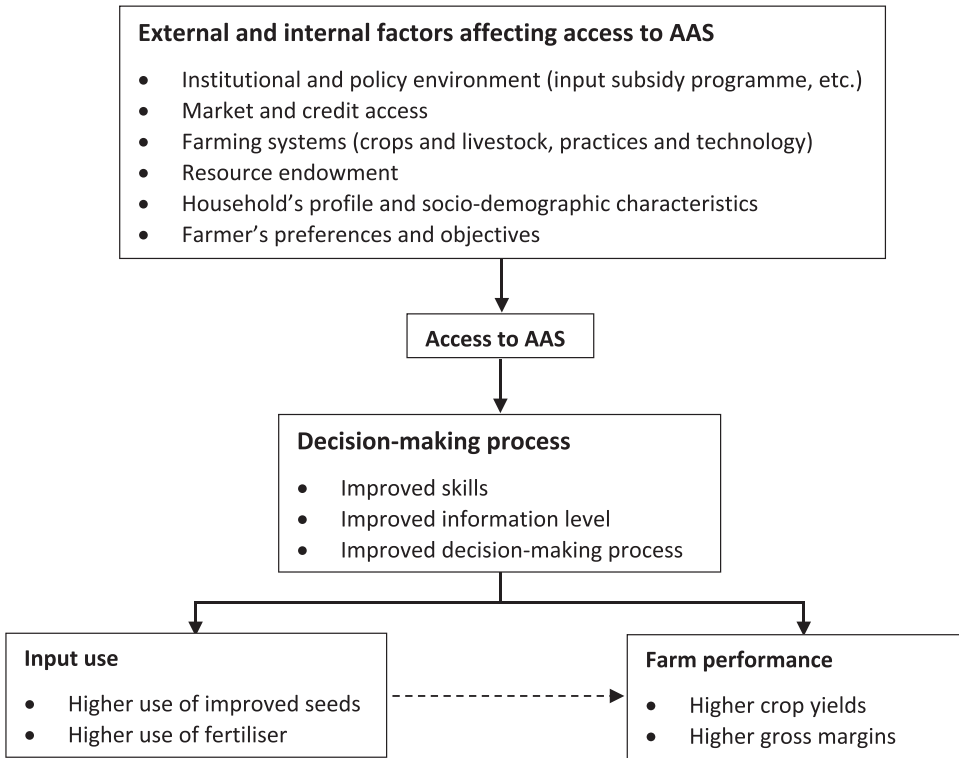 External and internal factors affecting access to AAS
• Institutional and policy environment (input subsidy programme, etc.)
• Market and credit access
• Farming systems (crops and livestock, practices and technology)
• Resource endowment
• Household’s profile and socio-demographic characteristics
• Farmer’s preferences and objectives
Access to AAS
Decision-making process
• Improved skills
• Improved information level
• Improved decision-making process
Input use
• Higher use of improved seeds
• Higher use of fertiliser
Farm performance
• Higher crop yields
• Higher gross margins